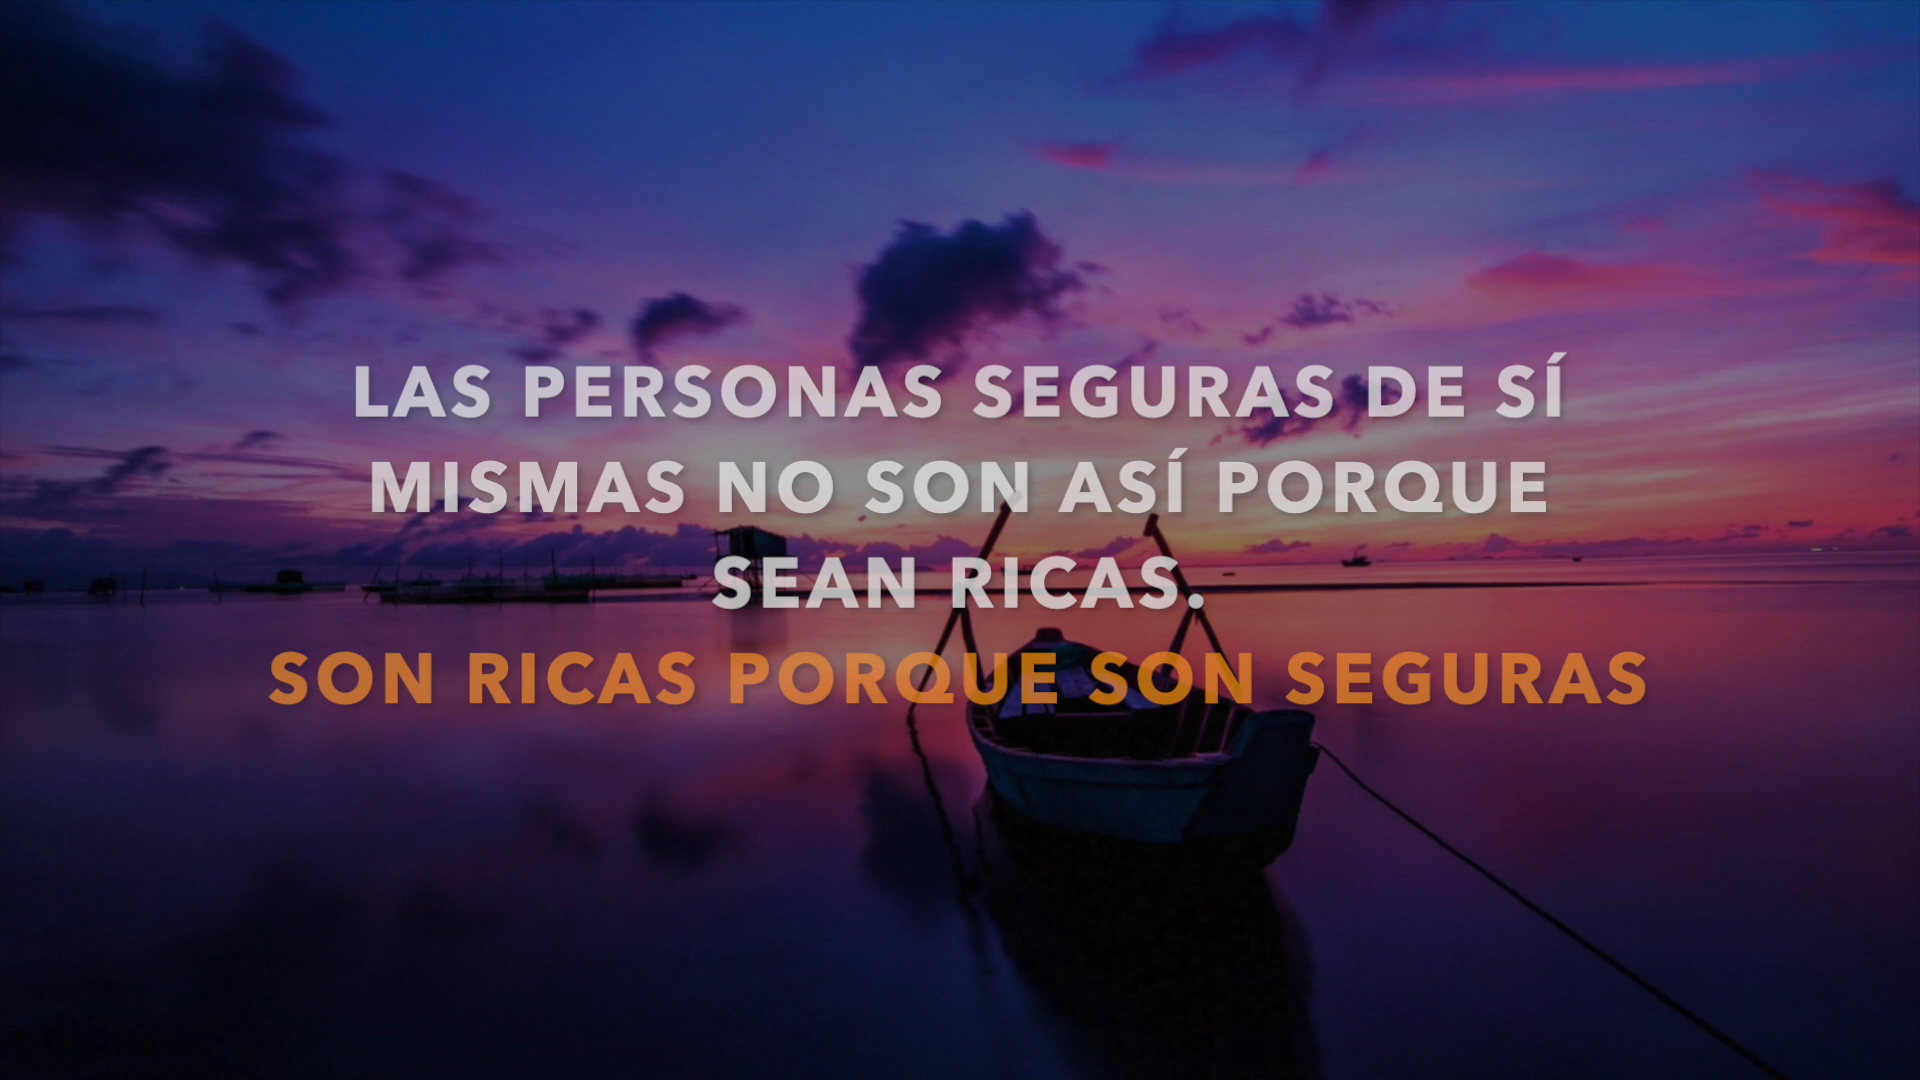 LAS PERSONAS SEGURAS DE SÍ
MISMAS NO SON ASÍ PORQUE
SEAN RICAS.
SON RICAS PORQUE SON SEGURAS